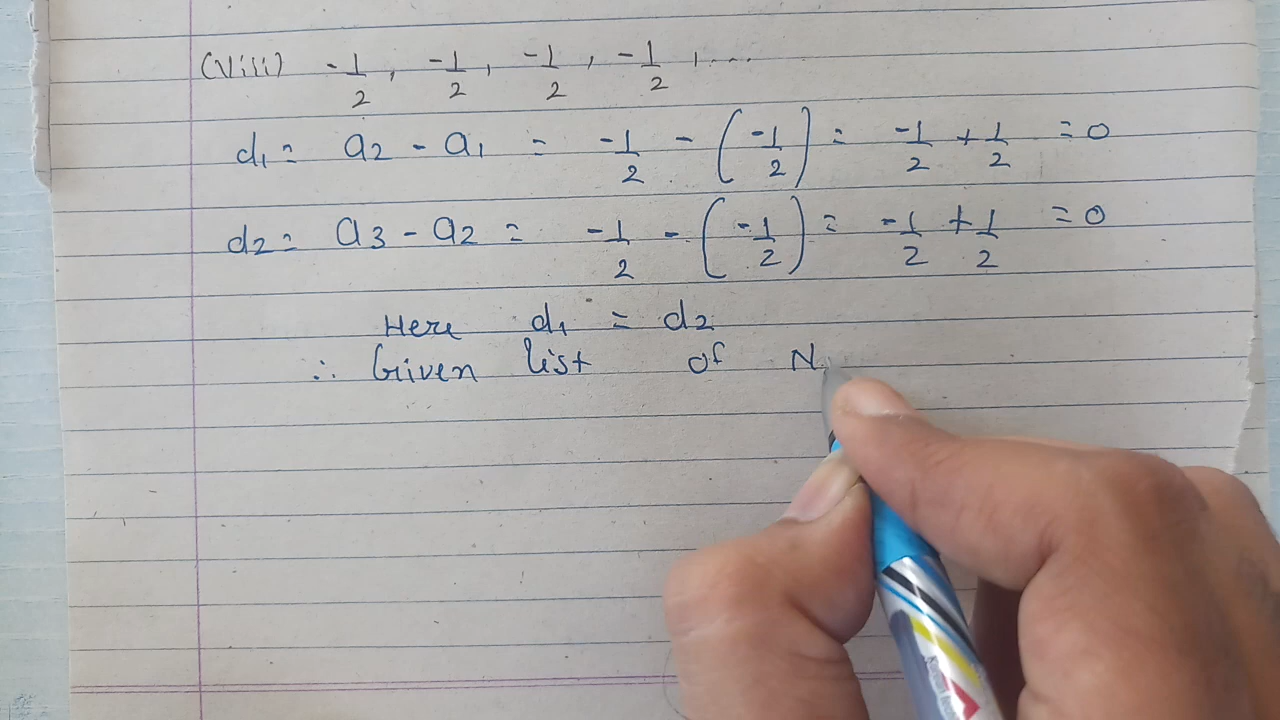 (Viii) -1/2, -1/2, -1/2, -1/2, ...
d1 = a2 - a1 = -1/2 - (-1/2) = -1/2 + 1/2 = 0
d2 = a3 - a2 = -1/2 - (-1/2) = -1/2 + 1/2 = 0
Here d1 = d2
∴ Given list of N